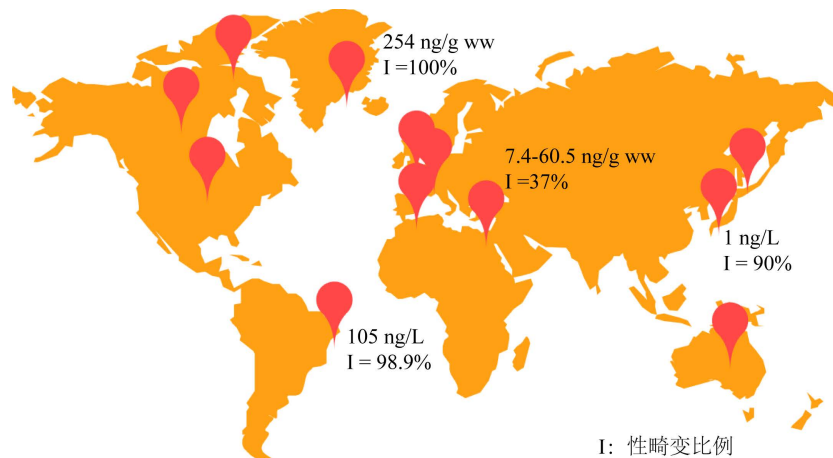 254 ng/g ww
I =100%
7.4-60.5 ng/g ww
I =37%
1 ng/L
I = 90%
105 ng/L
I = 98.9%
I: 性畸变比例